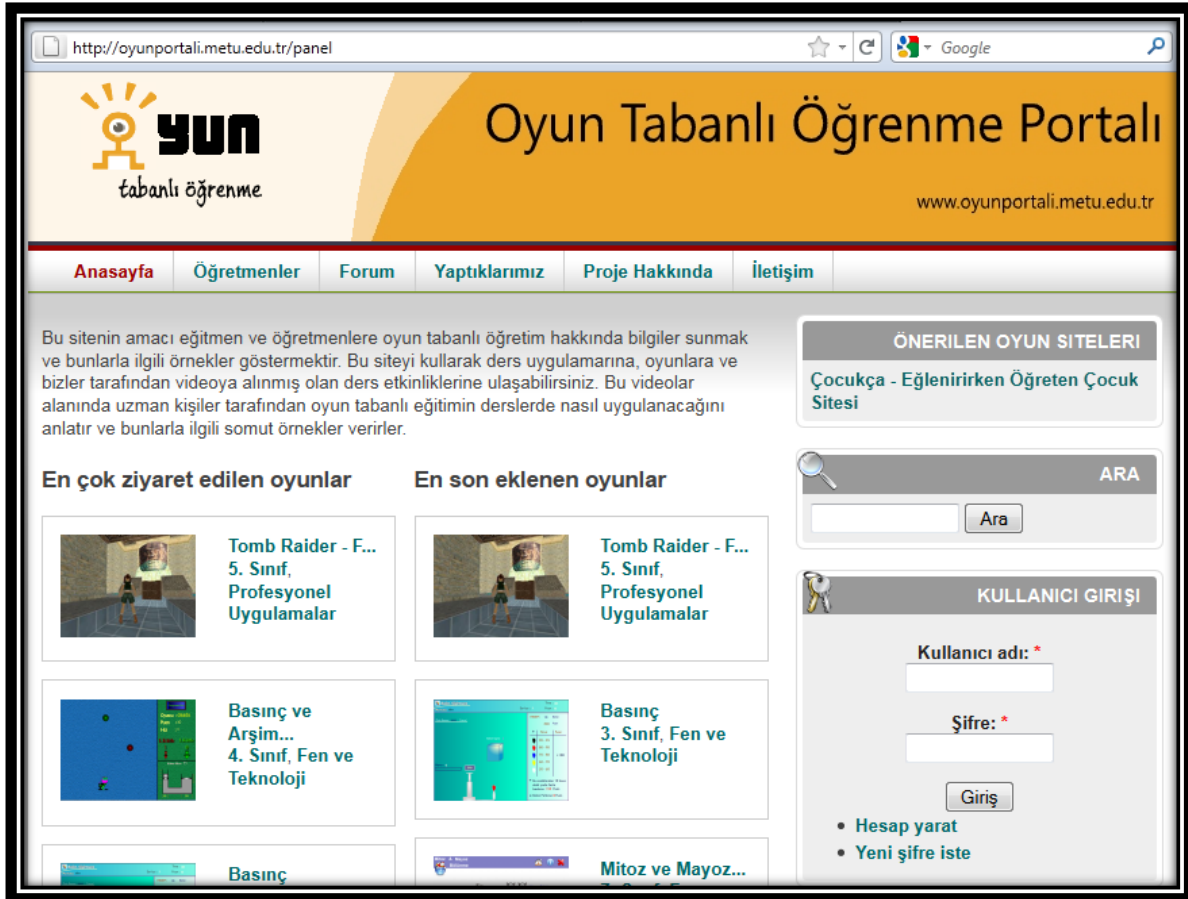 http://oyunportali.metu.edu.tr/panel
Google
yun
tabanlı öğrenme
Oyun Tabanlı Öğrenme Portalı
www.oyunportali.metu.edu.tr
Anasayfa Öğretmenler Forum Yaptıklarımız Proje Hakkında İletişim
Bu sitenin amacı eğitmen ve öğretmenlere oyun tabanlı öğretim hakkında bilgiler sunmak
ve bunlarla ilgili örnekler göstermektir. Bu siteyi kullarak ders uygulamarına, oyunlara ve
bizler tarafından videoya alınmış olan ders etkinliklerine ulaşabilirsiniz. Bu videolar
alanında uzman kişiler tarafından oyun tabanlı eğitimin derslerde nasıl uygulanacağını
anlatır ve bunlarla ilgili somut örnekler verirler.
En çok ziyaret edilen oyunlar
Tomb Raider - F...
5. Sınıf,
Profesyonel
Uygulamalar
Basınç ve
Arşim...
4. Sınıf, Fen ve
Teknoloji
Basınç
En son eklenen oyunlar
Tomb Raider - F...
5. Sınıf,
Profesyonel
Uygulamalar
Basınç
3. Sınıf, Fen ve
Teknoloji
Mitoz ve Mayoz...
ÖNERILEN OYUN SITELERI
Çocukça - Eğlenirirken Öğreten Çocuk
Sitesi
ARA
Ara
KULLANICI GIRIŞI
Kullanıcı adı: *
Şifre: *
Giriş
Hesap yarat
Yeni şifre iste